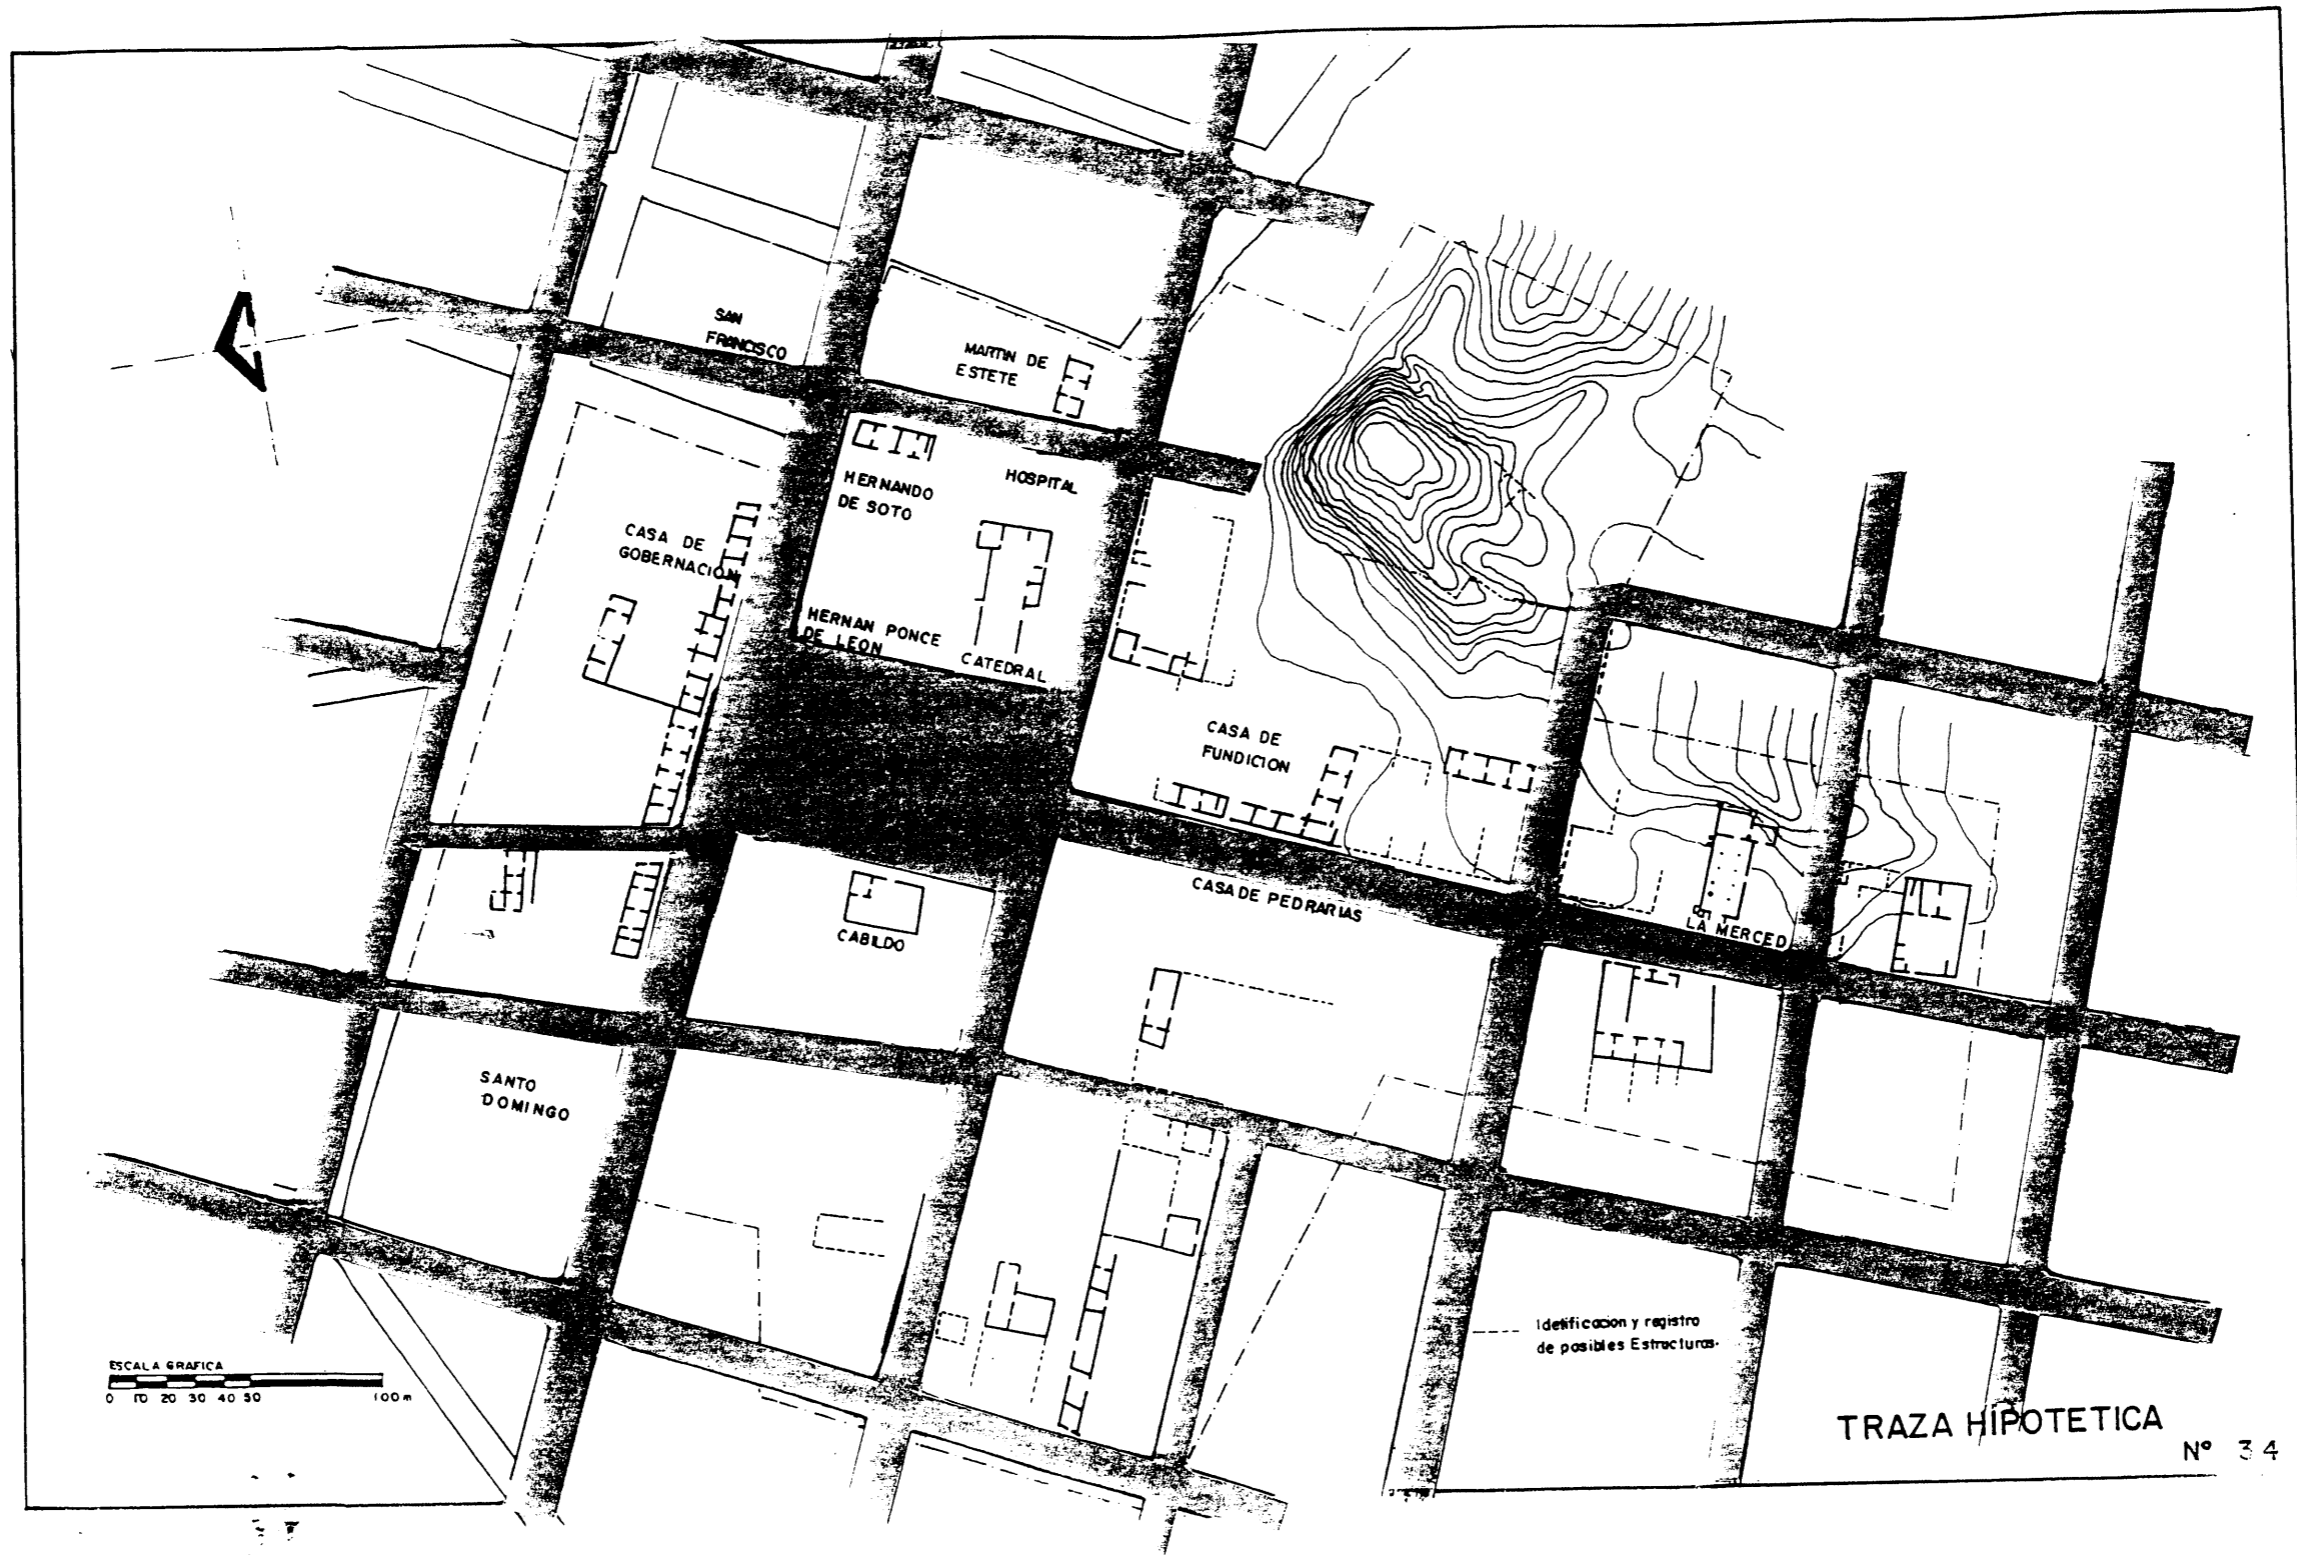 SAN
FRANCISCO
MARTIN DE
ESTETE
HERNANDO
DE SOTO
HOSPITAL
CASA DE
GOBERNACION
HERNAN PONCE
DE LEON
CATEDRAL
CASA DE
FUNDICION
CASA DE PEDRARIAS
LA MERCED
CABILDO
SANTO
DOMINGO
Idetificacion y registro
de posibles Estructuras.
ESCALA GRAFICA
0 10 20 30 40 50 100 m
TRAZA HIPOTETICA
Nº 34